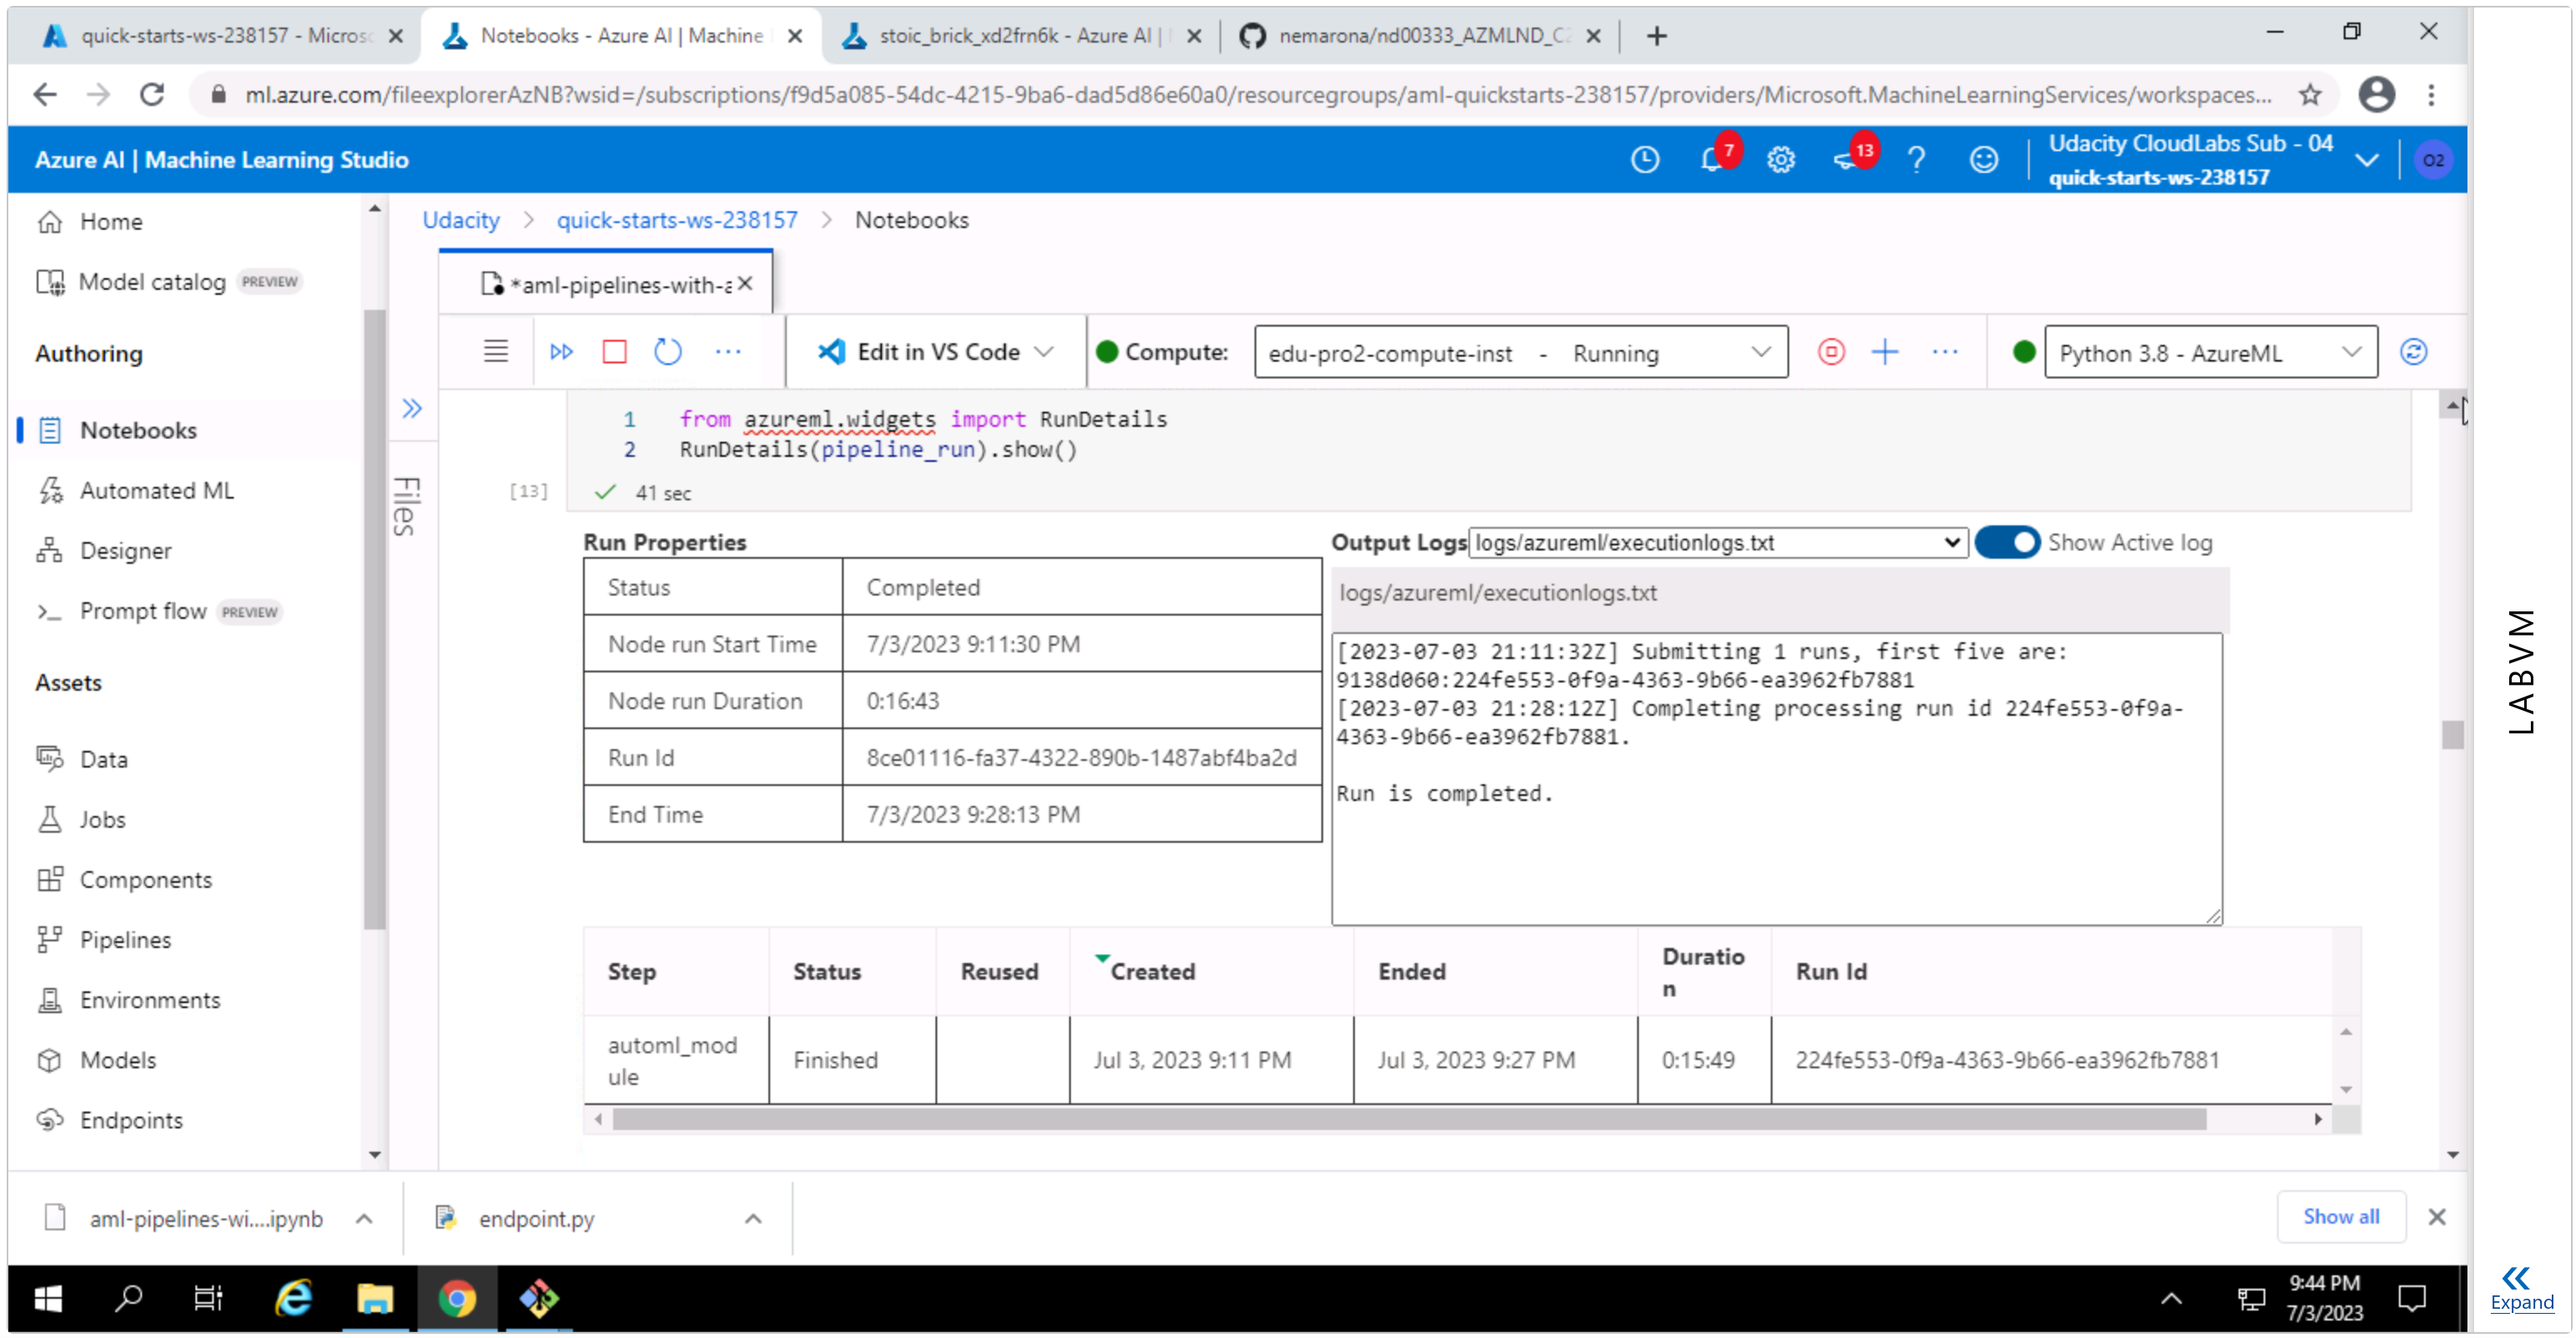 quick-starts-ws-238157 - Micros
Notebooks - Azure AI | Machine
stoic_brick_xd2frn6k - Azure AI |
nemarona/nd00333_AZMLND_C2
ml.azure.com/fileexplorerAzNB?wsid=/subscriptions/f9d5a085-54dc-4215-9ba6-dad5d86e60a0/resourcegroups/aml-quickstarts-238157/providers/Microsoft.MachineLearningServices/workspaces...
Azure AI | Machine Learning Studio
7
13
Udacity CloudLabs Sub - 04
quick-starts-ws-238157
O2
Home
Model catalog PREVIEW
Authoring
Notebooks
Automated ML
Designer
Prompt flow PREVIEW
Assets
Data
Jobs
Components
Pipelines
Environments
Models
Endpoints
Udacity > quick-starts-ws-238157 > Notebooks
*aml-pipelines-with-a
Edit in VS Code
Compute:
edu-pro2-compute-inst - Running
Python 3.8 - AzureML
Files
1 from azureml.widgets import RunDetails
2 RunDetails(pipeline_run).show()
[13]
41 sec
Run Properties
Status Completed
Node run Start Time 7/3/2023 9:11:30 PM
Node run Duration 0:16:43
Run Id 8ce01116-fa37-4322-890b-1487abf4ba2d
End Time 7/3/2023 9:28:13 PM
Output Logs logs/azureml/executionlogs.txt Show Active log
logs/azureml/executionlogs.txt
[2023-07-03 21:11:32Z] Submitting 1 runs, first five are:
9138d060:224fe553-0f9a-4363-9b66-ea3962fb7881
[2023-07-03 21:28:12Z] Completing processing run id 224fe553-0f9a-
4363-9b66-ea3962fb7881.
Run is completed.
Step Status Reused Created Ended Duratio
n Run Id
automl_mod
ule Finished Jul 3, 2023 9:11 PM Jul 3, 2023 9:27 PM 0:15:49 224fe553-0f9a-4363-9b66-ea3962fb7881
aml-pipelines-wi....ipynb
endpoint.py
Show all
9:44 PM
7/3/2023
LABVM
Expand